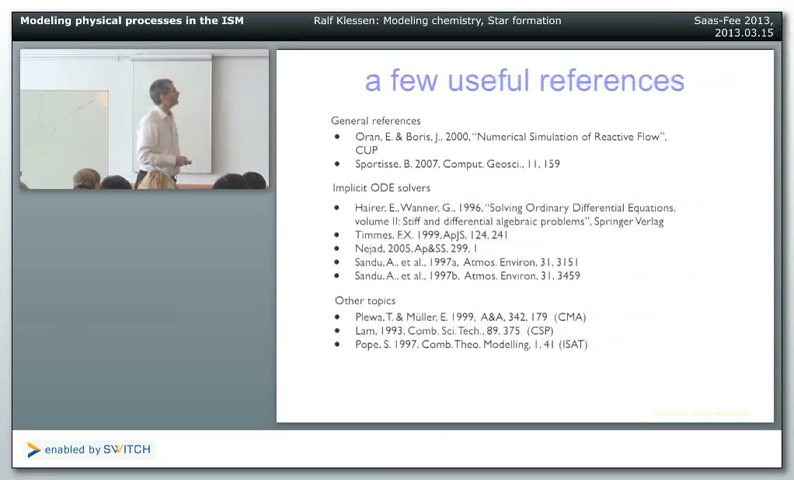 Modeling physical processes in the ISM
Ralf Klessen: Modeling chemistry, Star formation
Saas-Fee 2013,
2013.03.15
a few useful references
General references
• Oran, E. & Boris, J., 2000, "Numerical Simulation of Reactive Flow",
CUP
• Sportisse, B. 2007, Comput. Geosci., 11, 159
Implicit ODE solvers
• Hairer, E., Wanner, G., 1996, "Solving Ordinary Differential Equations,
volume II: Stiff and differential algebraic problems", Springer Verlag
• Timmes, F.X. 1999, ApJS, 124, 241
• Nejad, 2005, Ap&SS, 299, 1
• Sandu, A., et al., 1997a, Atmos. Environ, 31, 3151
• Sandu, A., et al., 1997b, Atmos. Environ, 31, 3459
Other topics
• Plewa, T. & Müller, E. 1999, A&A, 342, 179 (CMA)
• Lam, 1993, Comb. Sci. Tech., 89, 375 (CSP)
• Pope, S. 1997, Comb. Theo. Modelling, 1, 41 (ISAT)
enabled by SWITCH